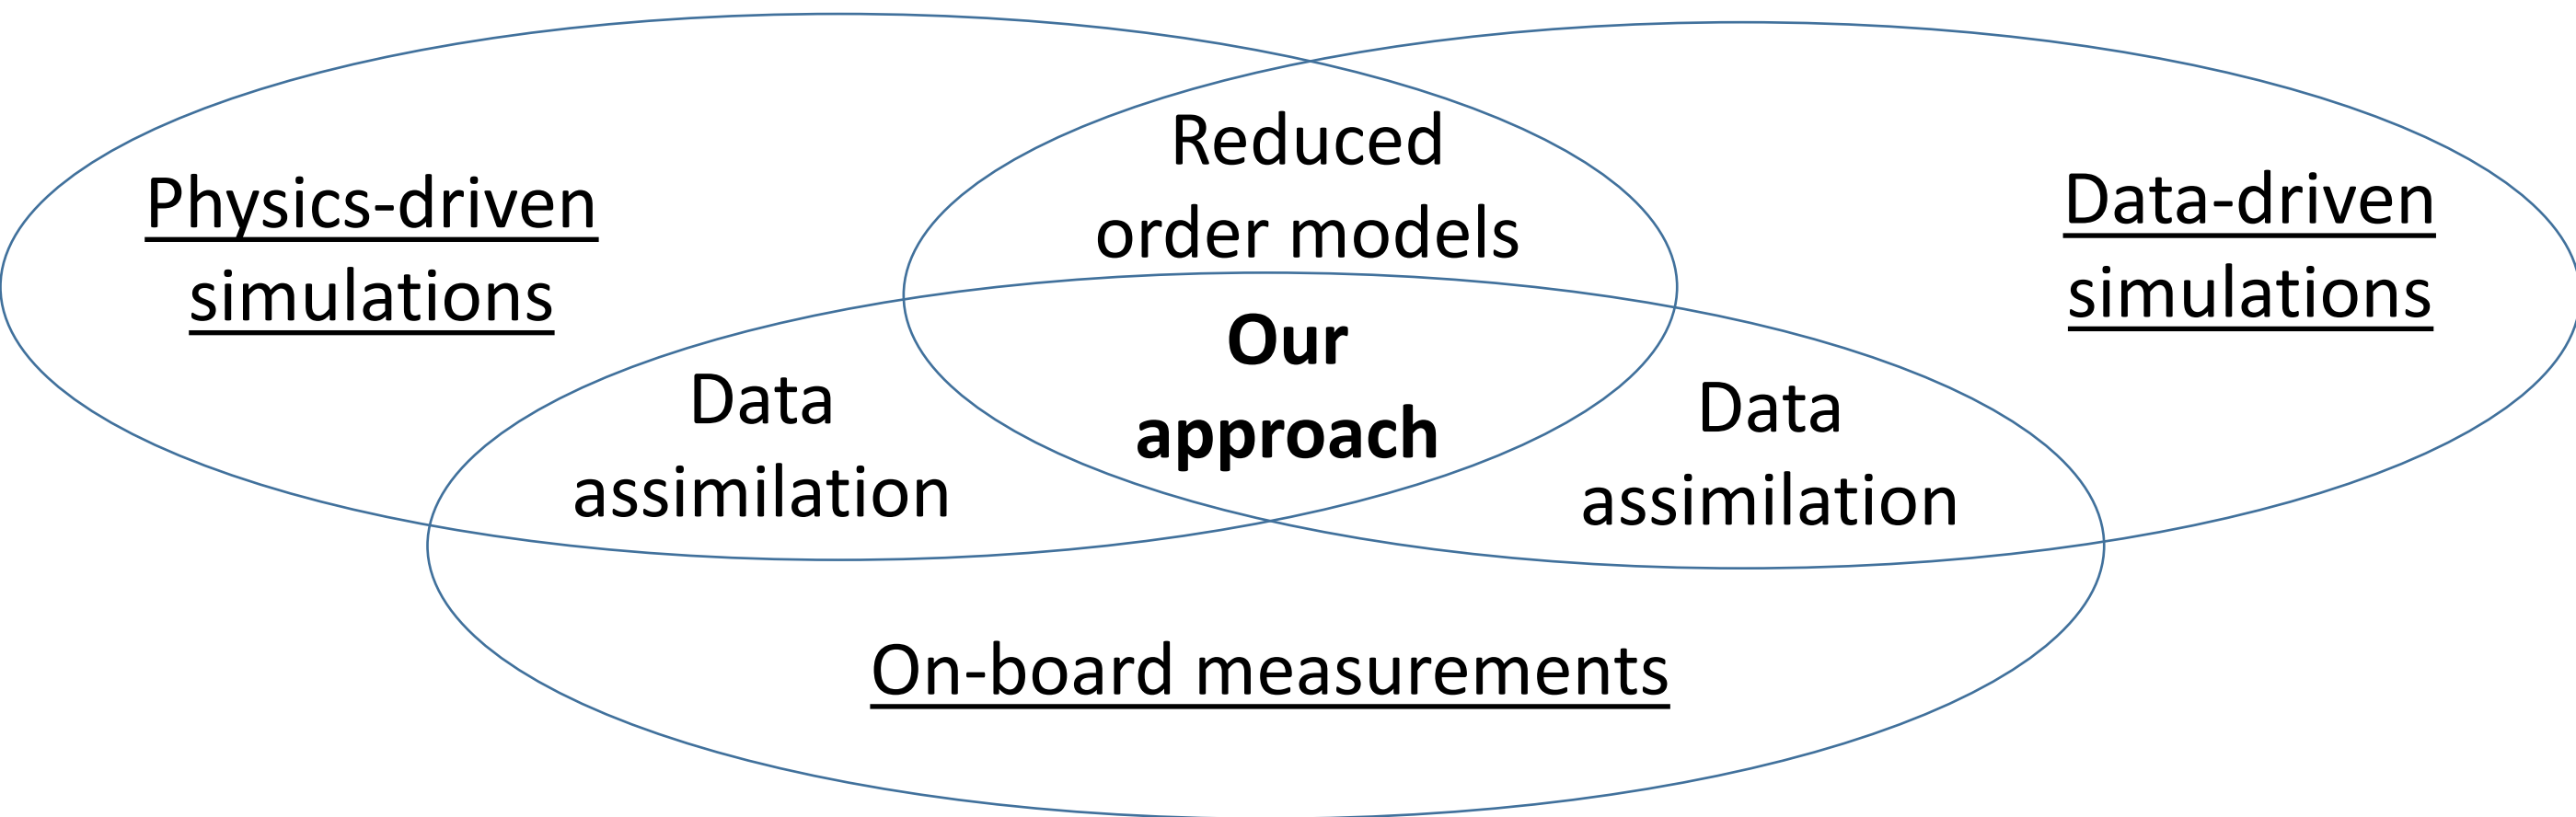 Physics-driven
simulations
Reduced
order models
Data-driven
simulations
Our
approach
Data
assimilation
Data
assimilation
On-board measurements